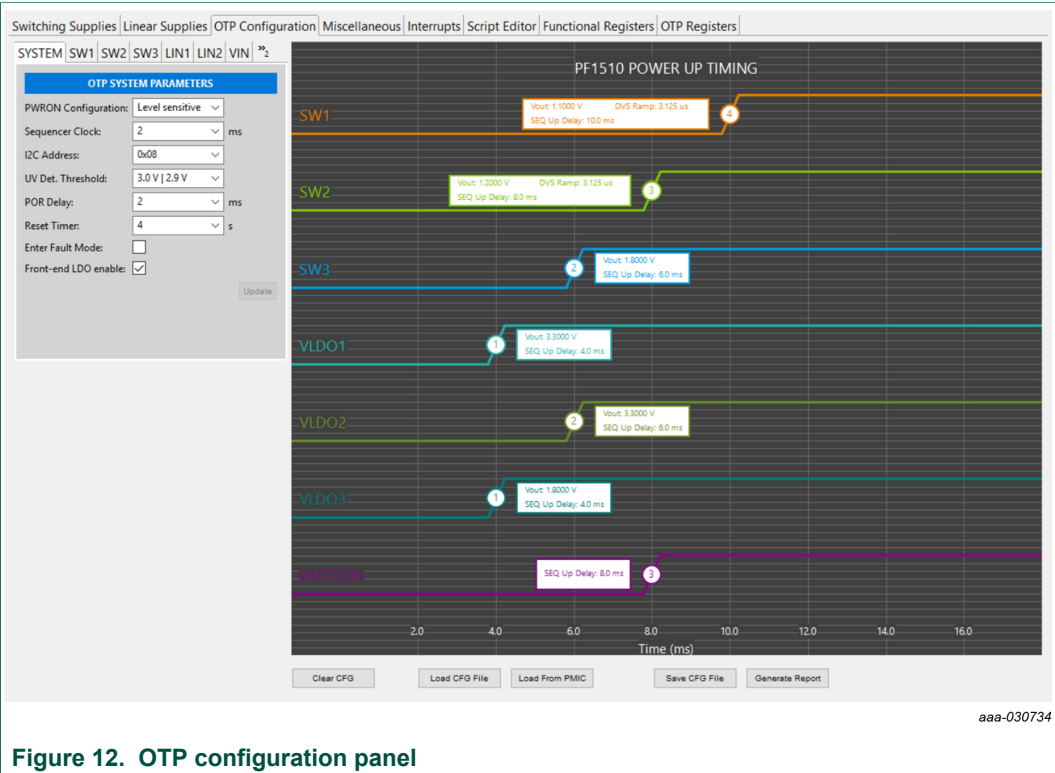 Switching Supplies Linear Supplies OTP Configuration Miscellaneous Interrupts Script Editor Functional Registers OTP Registers
SYSTEM SW1 SW2 SW3 LIN1 LIN2 VIN »2
OTP SYSTEM PARAMETERS
PWRON Configuration: Level sensitive
Sequencer Clock: 2 ms
I2C Address: 0x08
UV Det. Threshold: 3.0 V | 2.9 V
POR Delay: 2 ms
Reset Timer: 4 s
Enter Fault Mode:
Front-end LDO enable:
Update
PF1510 POWER UP TIMING
SW1
Vout: 1.1000 V DVS Ramp: 3.125 us
SEQ Up Delay: 10.0 ms
4
SW2
Vout: 1.2000 V DVS Ramp: 3.125 us
SEQ Up Delay: 8.0 ms
3
SW3
2
Vout: 1.8000 V
SEQ Up Delay: 6.0 ms
VLDO1
1
Vout: 3.3000 V
SEQ Up Delay: 4.0 ms
VLDO2
2
Vout: 3.3000 V
SEQ Up Delay: 6.0 ms
VLDO3
1
Vout: 1.8000 V
SEQ Up Delay: 4.0 ms
SEQ Up Delay: 8.0 ms
3
2.0 4.0 6.0 8.0 10.0 12.0 14.0 16.0
Time (ms)
Clear CFG Load CFG File Load From PMIC Save CFG File Generate Report
aaa-030734
Figure 12. OTP configuration panel